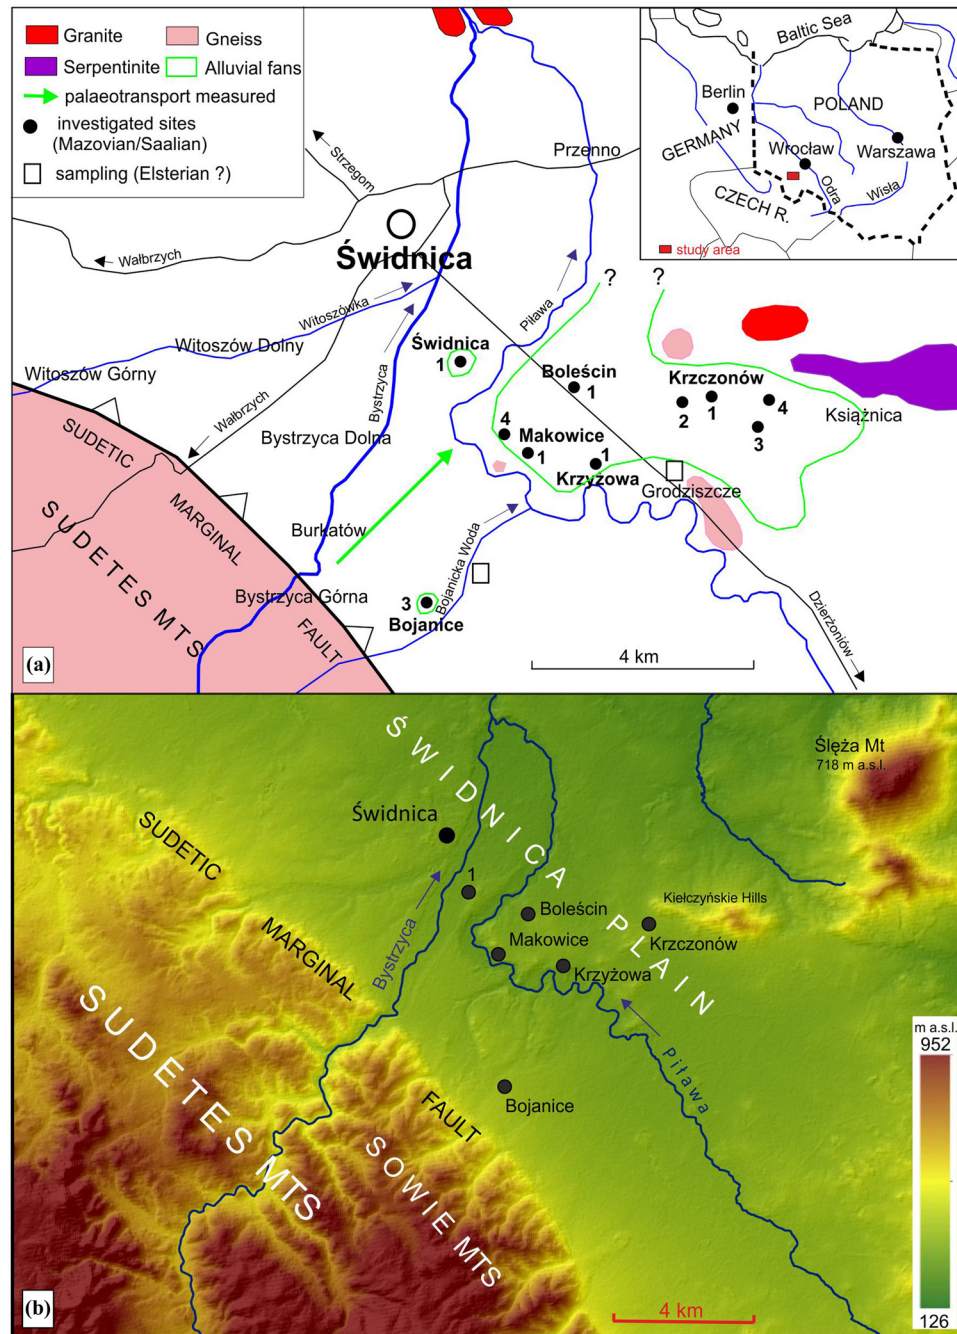 Granite
Gneiss
Serpentinite
Alluvial fans
palaeotransport measured
investigated sites
(Mazovian/Saalian)
sampling (Elsterian ?)
Baltic Sea
Berlin
POLAND
GERMANY
Wrocław
Warszawa
Odra
Wisła
CZECH R.
study area
Przenno
Strzegom
Wałbrzych
Świdnica
Witoszówka
Piława
? ?
Witoszów Dolny
Witoszów Górny
Świdnica
1
Bystrzyca
Boleścin
1
Krzczonów
2 1 4
3
Książnica
Wałbrzych
Bystrzyca Dolna
4
Makowice
1
1
Krzyżowa
Grodziszcze
SUDETIC
MARGINAL
FAULT
SUDETES MTS
Burkatów
Bojanicka Woda
Bystrzyca Górna
3
Bojanice
Dzierżoniów
4 km
(a)
ŚWIDNICA PLAIN
Ślęża Mt
718 m a.s.l.
Świdnica
SUDETIC
1
Kiełczyńskie Hills
Boleścin
Krzczonów
Makowice
Krzyżowa
Bystrzyca
MARGINAL
Piława
SUDETES MTS
Bojanice
FAULT
SOWIE MTS
m a.s.l.
952
126
4 km
(b)